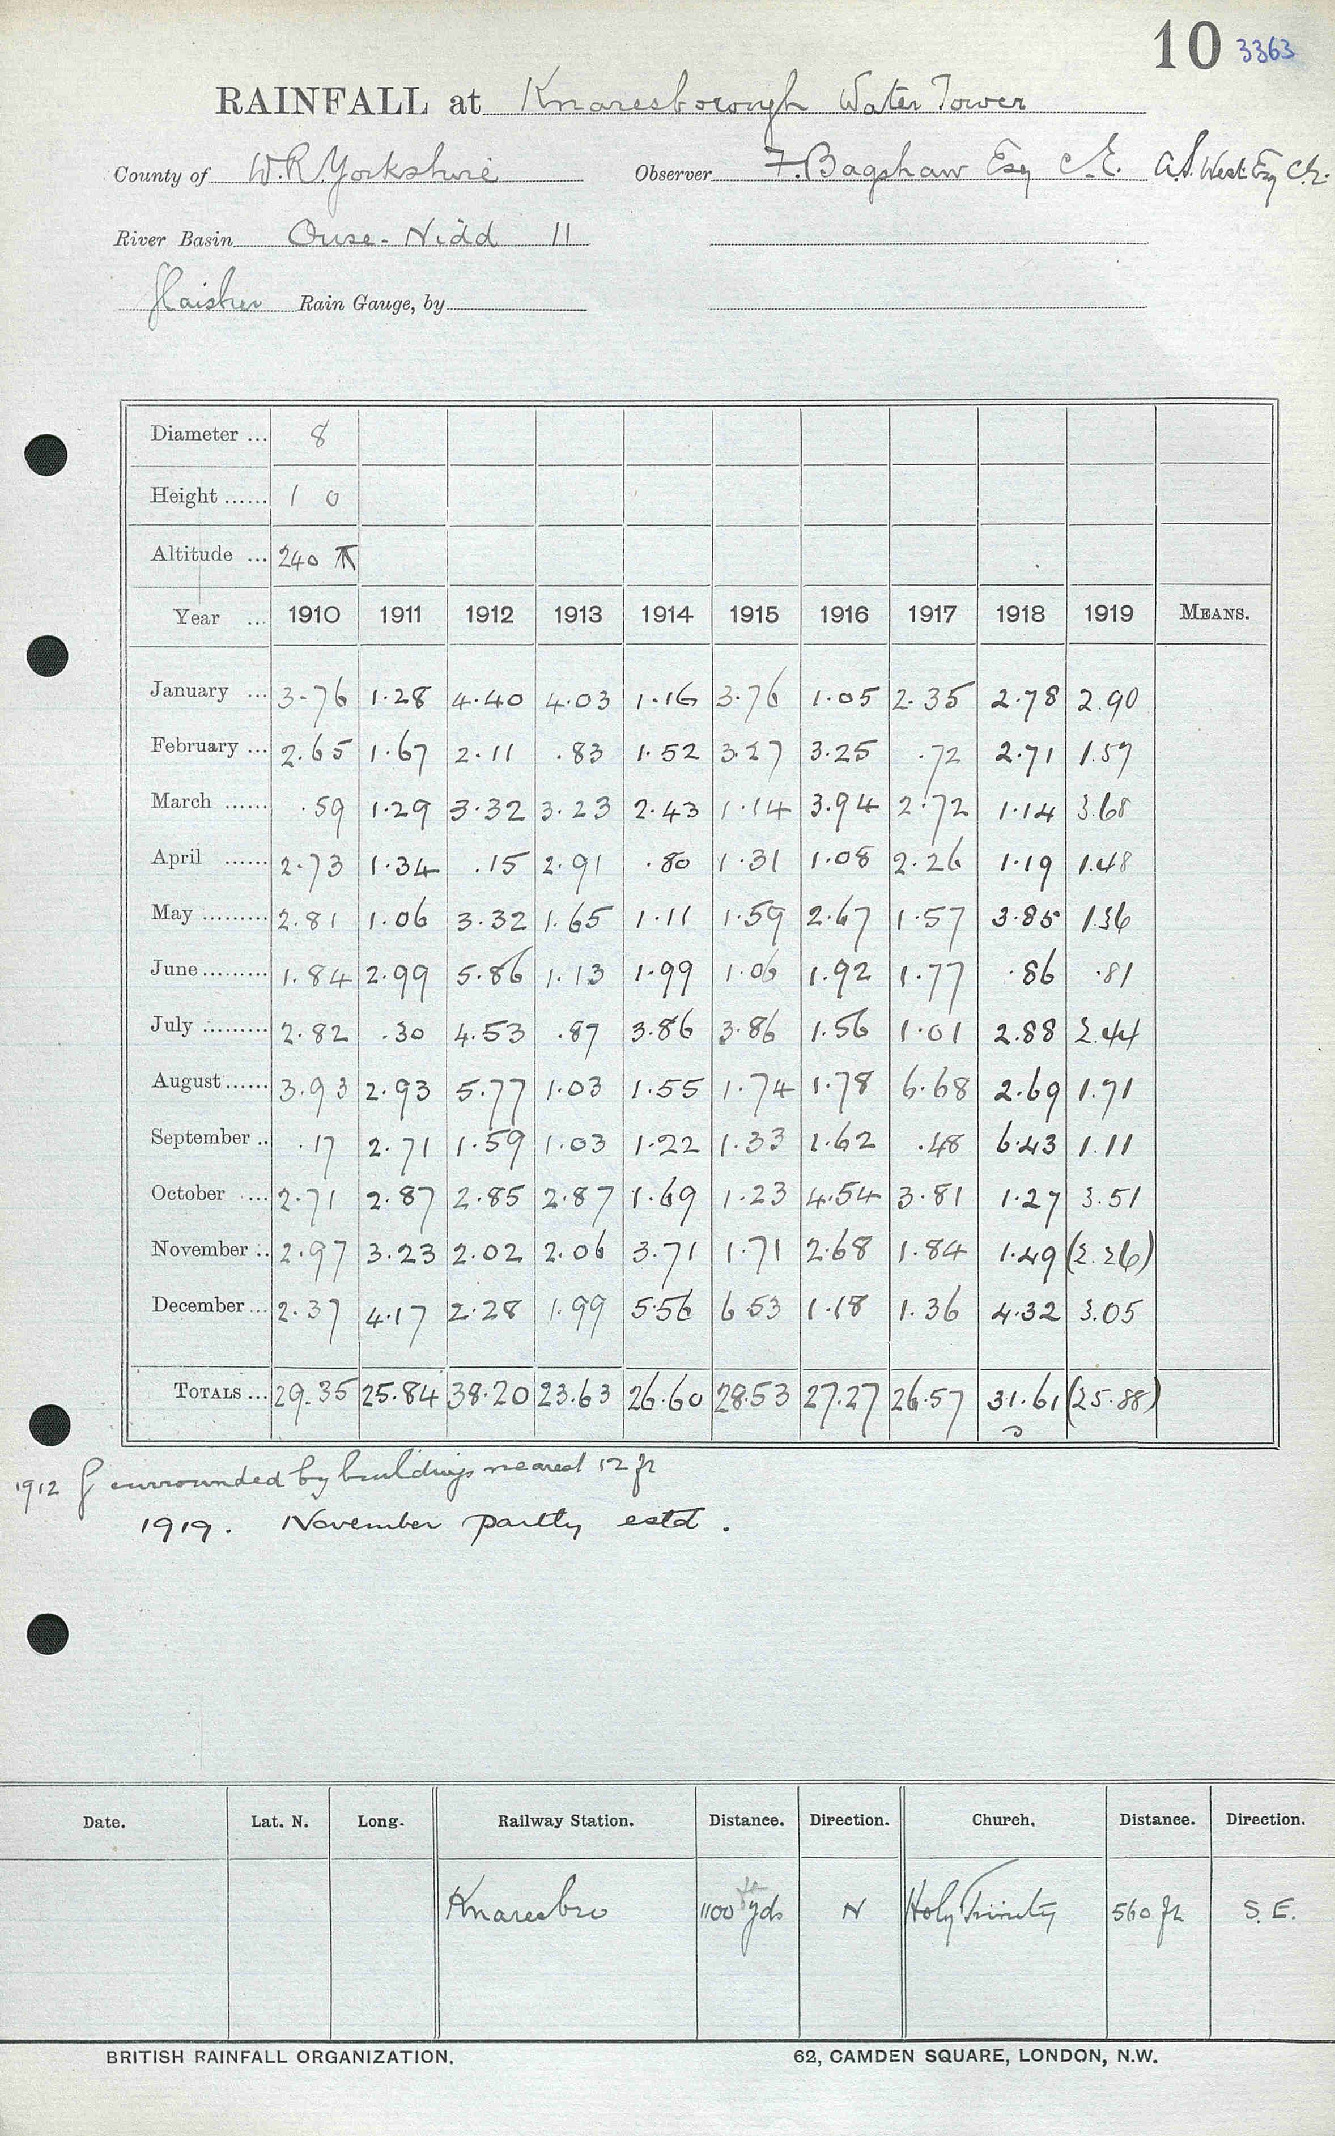 10 3363
RAINFALL at Knaresborough Water Tower
County of W.R. Yorkshire Observer F. Bagshaw Esq C.E. A.S. West Esq C.E.
River Basin Ouse - Nidd 11
Glaisher Rain Gauge, by
Diameter ... 8
Height ...... 1 0
Altitude ... 240
Year ... 1910 1911 1912 1913 1914 1915 1916 1917 1918 1919 MEANS.
January ... 3.76 1.28 4.40 4.03 1.16 3.76 1.05 2.35 2.78 2.90
February ... 2.65 1.67 2.11 .83 1.52 3.27 3.25 .72 2.71 1.57
March ...... .59 1.29 3.32 3.23 2.43 1.14 3.94 2.72 1.14 3.68
April ...... 2.73 1.34 .15 2.91 .80 1.31 1.08 2.26 1.19 1.48
May ......... 2.81 1.06 3.32 1.65 1.11 1.59 2.67 1.57 3.85 1.36
June ......... 1.84 2.99 5.86 1.13 1.99 1.06 1.92 1.77 .86 .81
July ......... 2.82 .30 4.53 .87 3.86 3.86 1.56 1.01 2.88 2.44
August ...... 3.93 2.93 5.77 1.03 1.55 1.74 1.78 6.68 2.69 1.71
September .. .17 2.71 1.59 1.03 1.22 1.33 1.62 .48 6.43 1.11
October .... 2.71 2.87 2.85 2.87 1.69 1.23 4.54 3.81 1.27 3.51
November .. 2.97 3.23 2.02 2.06 3.71 1.71 2.68 1.84 1.49 (2.26)
December ... 2.37 4.17 2.28 1.99 5.56 6.53 1.18 1.36 4.32 3.05
TOTALS ... 29.35 25.84 38.20 23.63 26.60 28.53 27.27 26.57 31.61 (25.88)
1912 G surrounded by buildings nearest 12 ft
1919. November partly estd.
Date. Lat. N. Long. Railway Station. Distance. Direction. Church. Distance. Direction.
Knaresbro 1100 yds N Holy Trinity 560 ft S.E.
BRITISH RAINFALL ORGANIZATION. 62, CAMDEN SQUARE, LONDON, N.W.